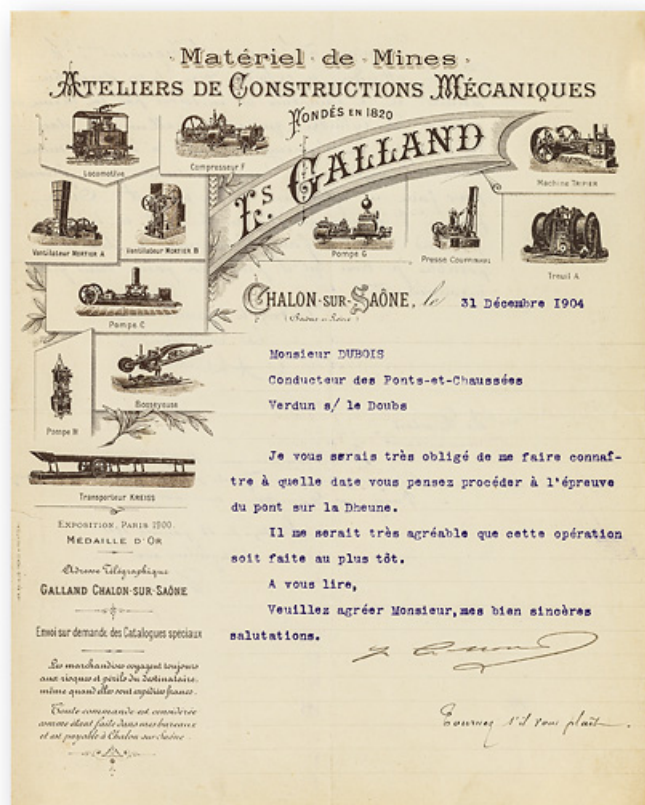 Matériel de Mines
ATELIERS DE CONSTRUCTIONS MÉCANIQUES
FONDÉS EN 1820
Ls GALLAND
Locomotive
Compresseur F
Machine TRIPIER
Ventilateur MORTIER A
Ventilateur MORTIER B
Pompe G
Presse COUFFINHAL
Treuil A
Pompe C
CHALON-SUR-SAÔNE, le 31 Décembre 1904
(Saône-et-Loire)
Pompe H
Bosseyeuse
Transporteur KREISS
Monsieur DUBOIS
Conducteur des Ponts-et-Chaussées
Verdun s/ le Doubs
Je vous serais très obligé de me faire connaî-
tre à quelle date vous pensez procéder à l'épreuve
du pont sur la Dheune.
Il me serait très agréable que cette opération
soit faite au plus tôt.
A vous lire,
Veuillez agréer Monsieur,mes bien sincères
salutations.
Tournez s'il vous plaît.
EXPOSITION, PARIS 1900.
MÉDAILLE D'OR
Adresse Télégraphique
GALLAND CHALON-SUR-SAÔNE
Envoi sur demande des Catalogues spéciaux
Les marchandises voyagent toujours
aux risques et périls du destinataire,
même quand elles sont expédiées franco.
Toute commande est considérée
comme étant faite dans mes bureaux
et est payable à Chalon-sur-Saône.